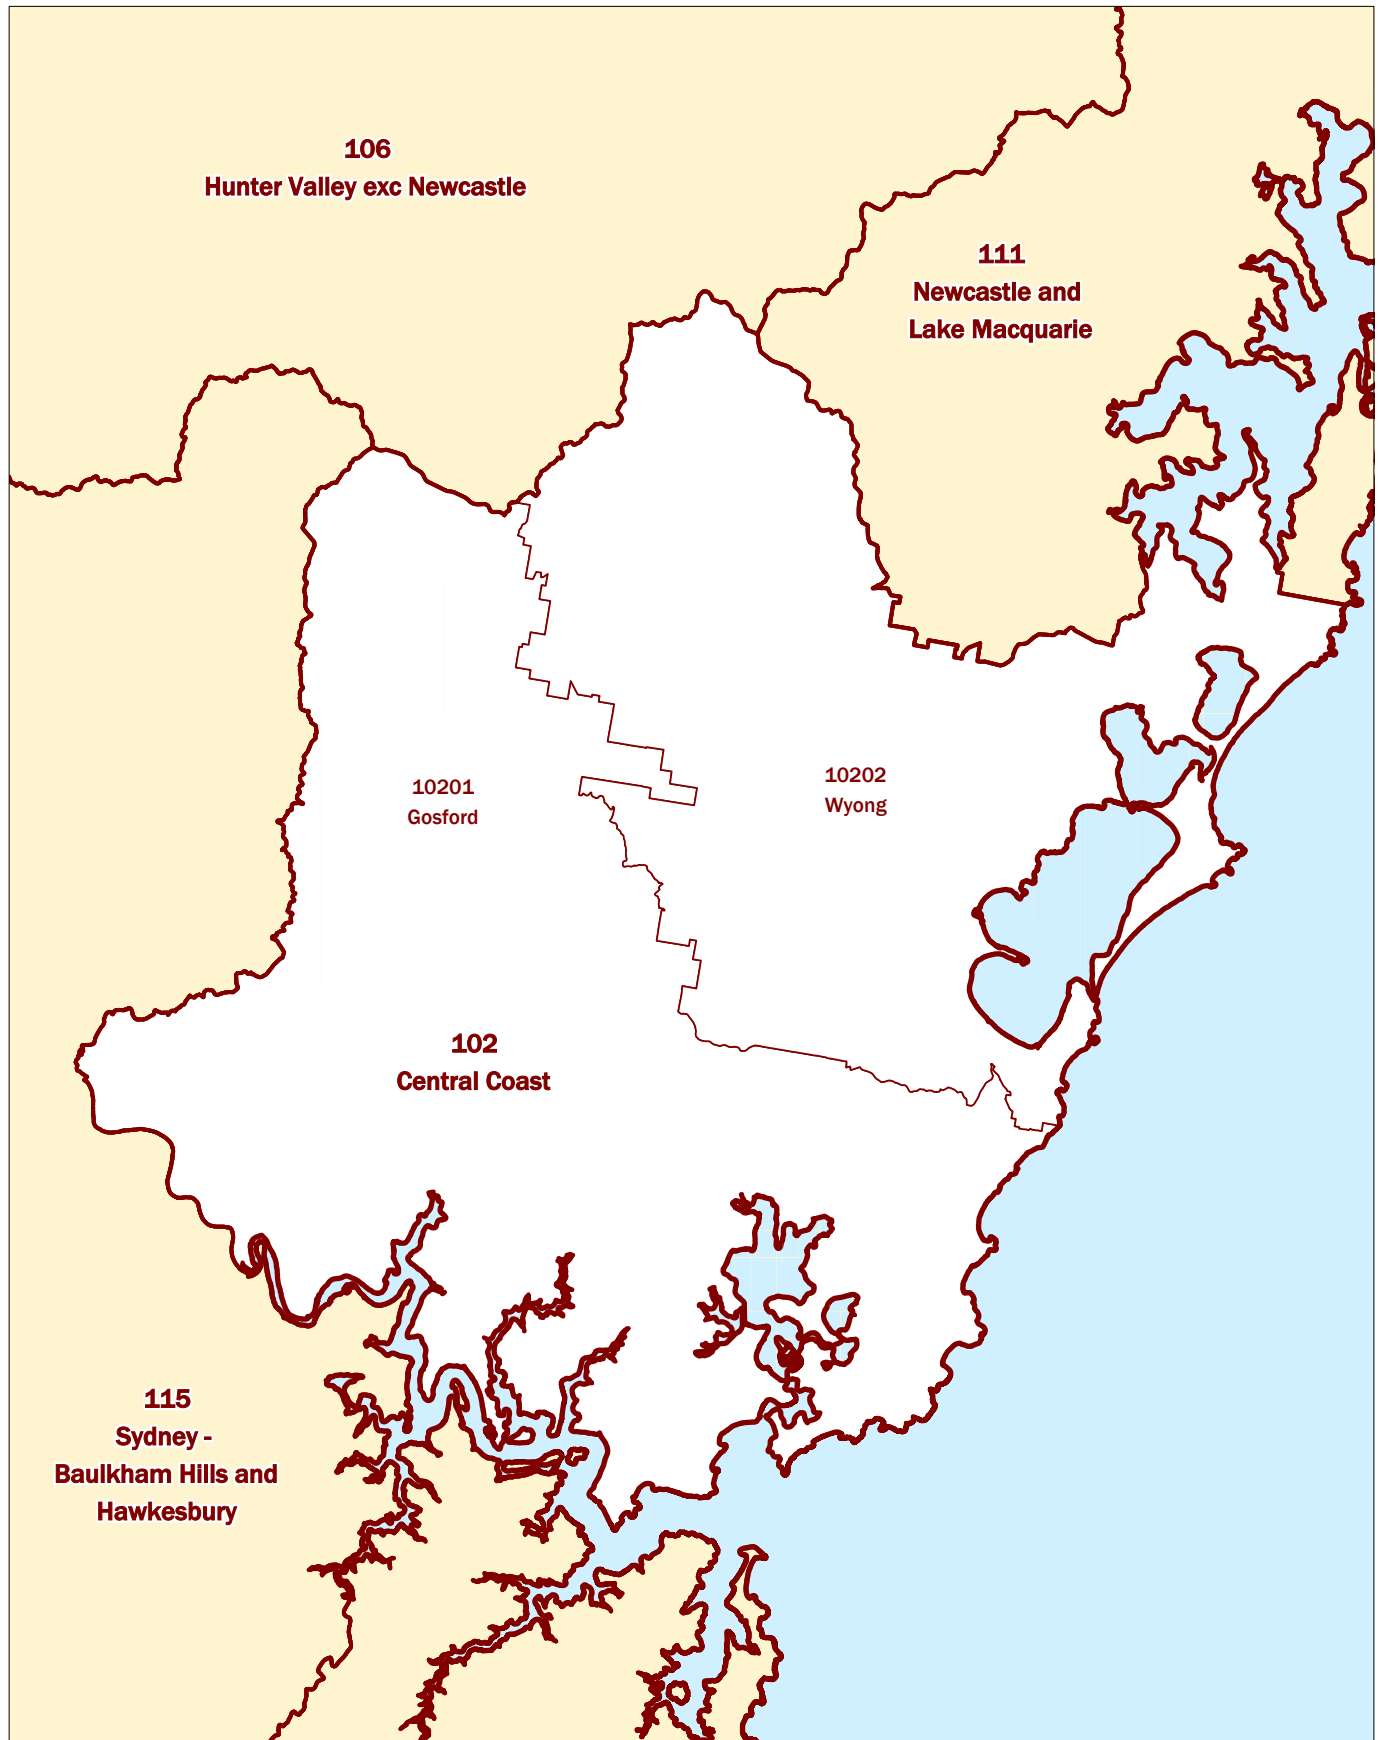 106
Hunter Valley exc Newcastle
111
Newcastle and
Lake Macquarie
10201
Gosford
10202
Wyong
102
Central Coast
115
Sydney -
Baulkham Hills and
Hawkesbury